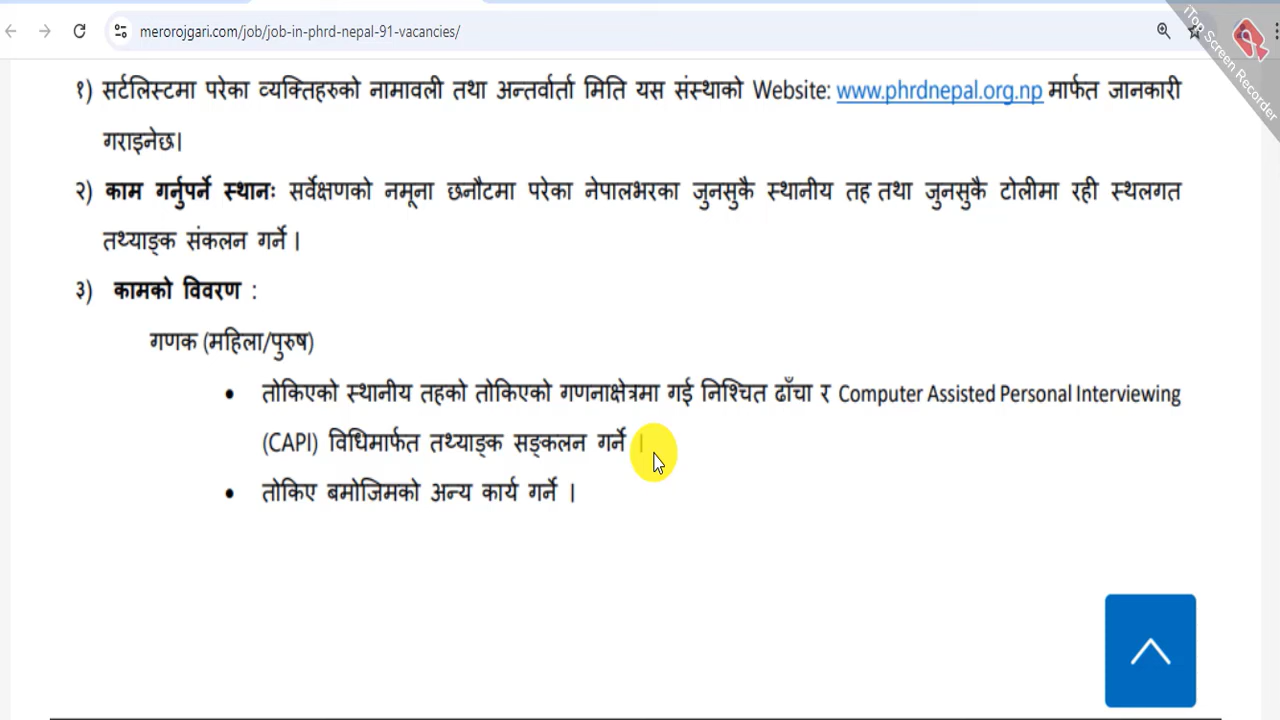 merorojgari.com/job/job-in-phrd-nepal-91-vacancies/
iTop Screen Recorder
१) सर्टलिस्टमा परेका व्यक्तिहरुको नामावली तथा अन्तर्वार्ता मिति यस संस्थाको Website: www.phrdnepal.org.np मार्फत जानकारी
गराइनेछ।
२) काम गर्नुपर्ने स्थानः सर्वेक्षणको नमूना छनौटमा परेका नेपालभरका जुनसुकै स्थानीय तह तथा जुनसुकै टोलीमा रही स्थलगत
तथ्याङ्क संकलन गर्ने ।
३) कामको विवरण :
गणक (महिला/पुरुष)
• तोकिएको स्थानीय तहको तोकिएको गणनाक्षेत्रमा गई निश्चित ढाँचा र Computer Assisted Personal Interviewing
(CAPI) विधिमार्फत तथ्याङ्क सङ्कलन गर्ने ।
• तोकिए बमोजिमको अन्य कार्य गर्ने ।